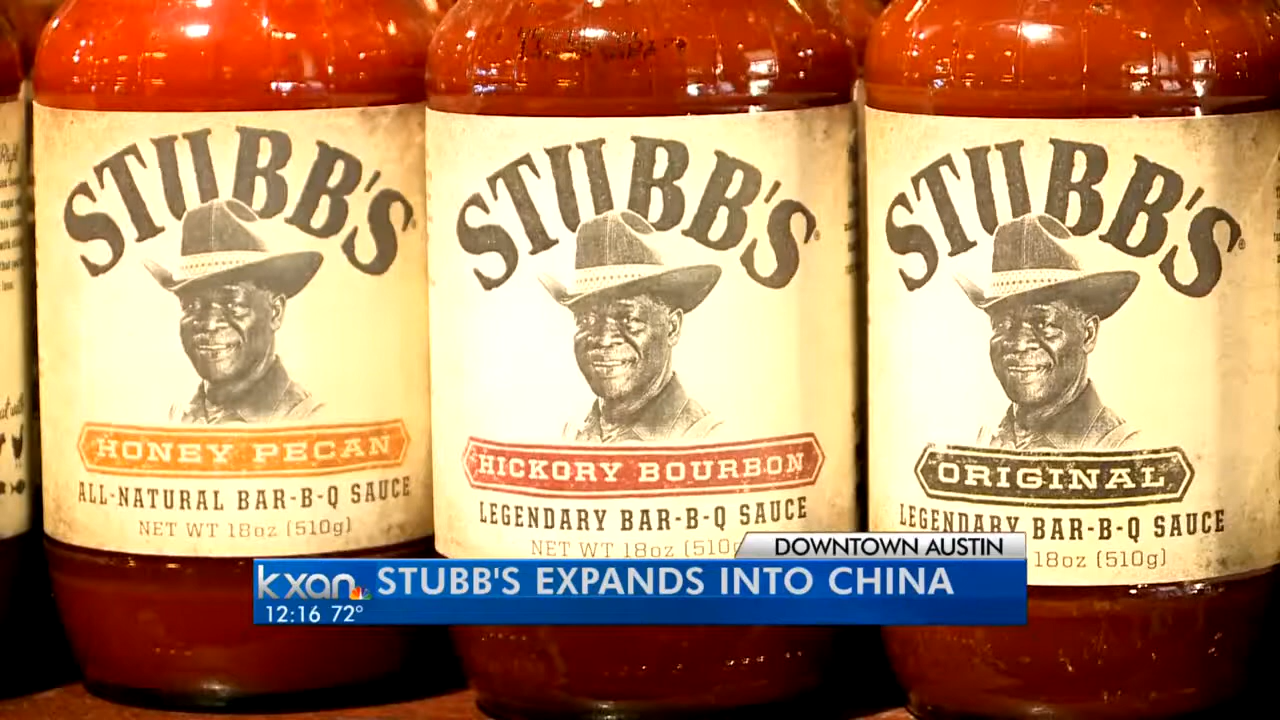 STUBB'S
HONEY PECAN
ALL-NATURAL BAR-B-Q SAUCE
NET WT 18oz (510g)
STUBB'S
HICKORY BOURBON
LEGENDARY BAR-B-Q SAUCE
NET WT 18oz (510g
STUBB'S
ORIGINAL
LEGENDARY BAR-B-Q SAUCE
18oz (510g)
DOWNTOWN AUSTIN
kxan
STUBB'S EXPANDS INTO CHINA
12:16 72°